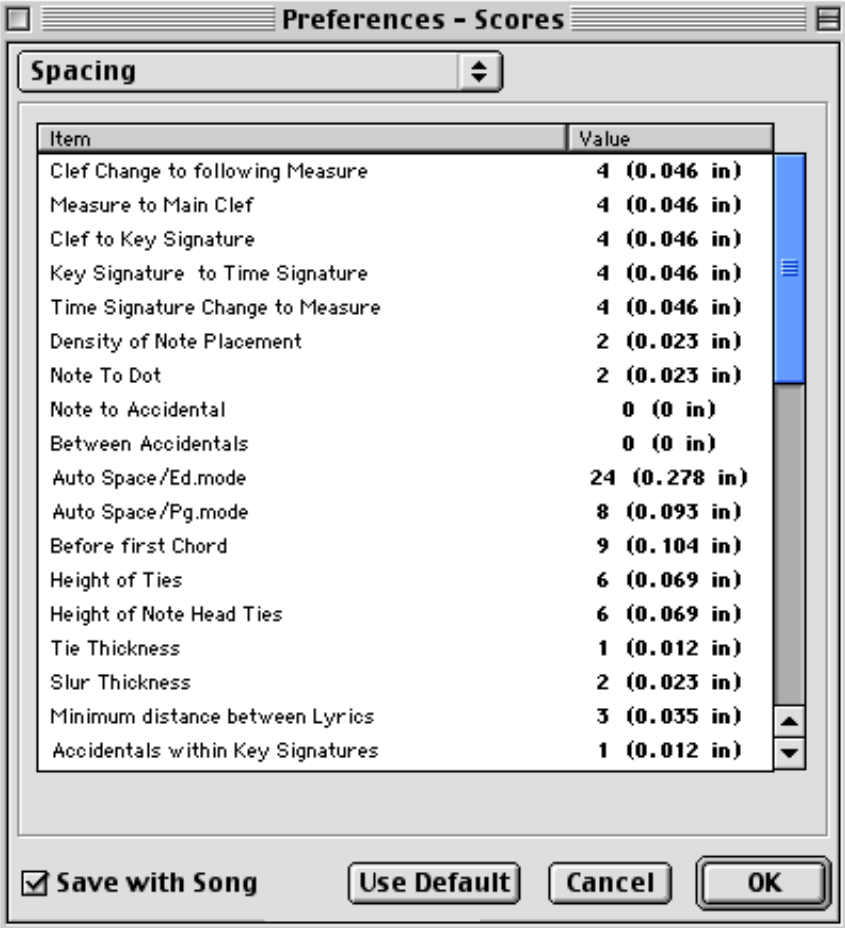 Preferences - Scores
Spacing
Item Value
Clef Change to following Measure 4 (0.046 in)
Measure to Main Clef 4 (0.046 in)
Clef to Key Signature 4 (0.046 in)
Key Signature to Time Signature 4 (0.046 in)
Time Signature Change to Measure 4 (0.046 in)
Density of Note Placement 2 (0.023 in)
Note To Dot 2 (0.023 in)
Note to Accidental 0 (0 in)
Between Accidentals 0 (0 in)
Auto Space/Ed.mode 24 (0.278 in)
Auto Space/Pg.mode 8 (0.093 in)
Before first Chord 9 (0.104 in)
Height of Ties 6 (0.069 in)
Height of Note Head Ties 6 (0.069 in)
Tie Thickness 1 (0.012 in)
Slur Thickness 2 (0.023 in)
Minimum distance between Lyrics 3 (0.035 in)
Accidentals within Key Signatures 1 (0.012 in)
Save with Song Use Default Cancel OK